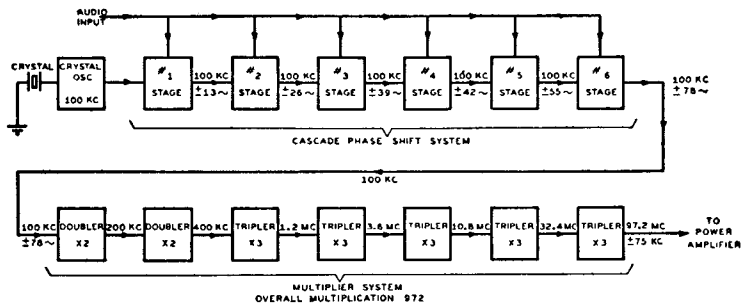 AUDIO
INPUT
CRYSTAL
CRYSTAL
OSC
100 KC
#1
STAGE
100 KC
±13~
#2
STAGE
100 KC
±26~
#3
STAGE
100 KC
±39~
#4
STAGE
100 KC
±42~
#5
STAGE
100 KC
±55~
#6
STAGE
100 KC
±78~
CASCADE PHASE SHIFT SYSTEM
100 KC
100 KC
±78~
DOUBLER
X2
200 KC
DOUBLER
X2
400 KC
TRIPLER
X3
1.2 MC
TRIPLER
X3
3.6 MC
TRIPLER
X3
10.8 MC
TRIPLER
X3
32.4 MC
TRIPLER
X3
97.2 MC
±75 KC
TO
POWER
AMPLIFIER
MULTIPLIER SYSTEM
OVERALL MULTIPLICATION 972